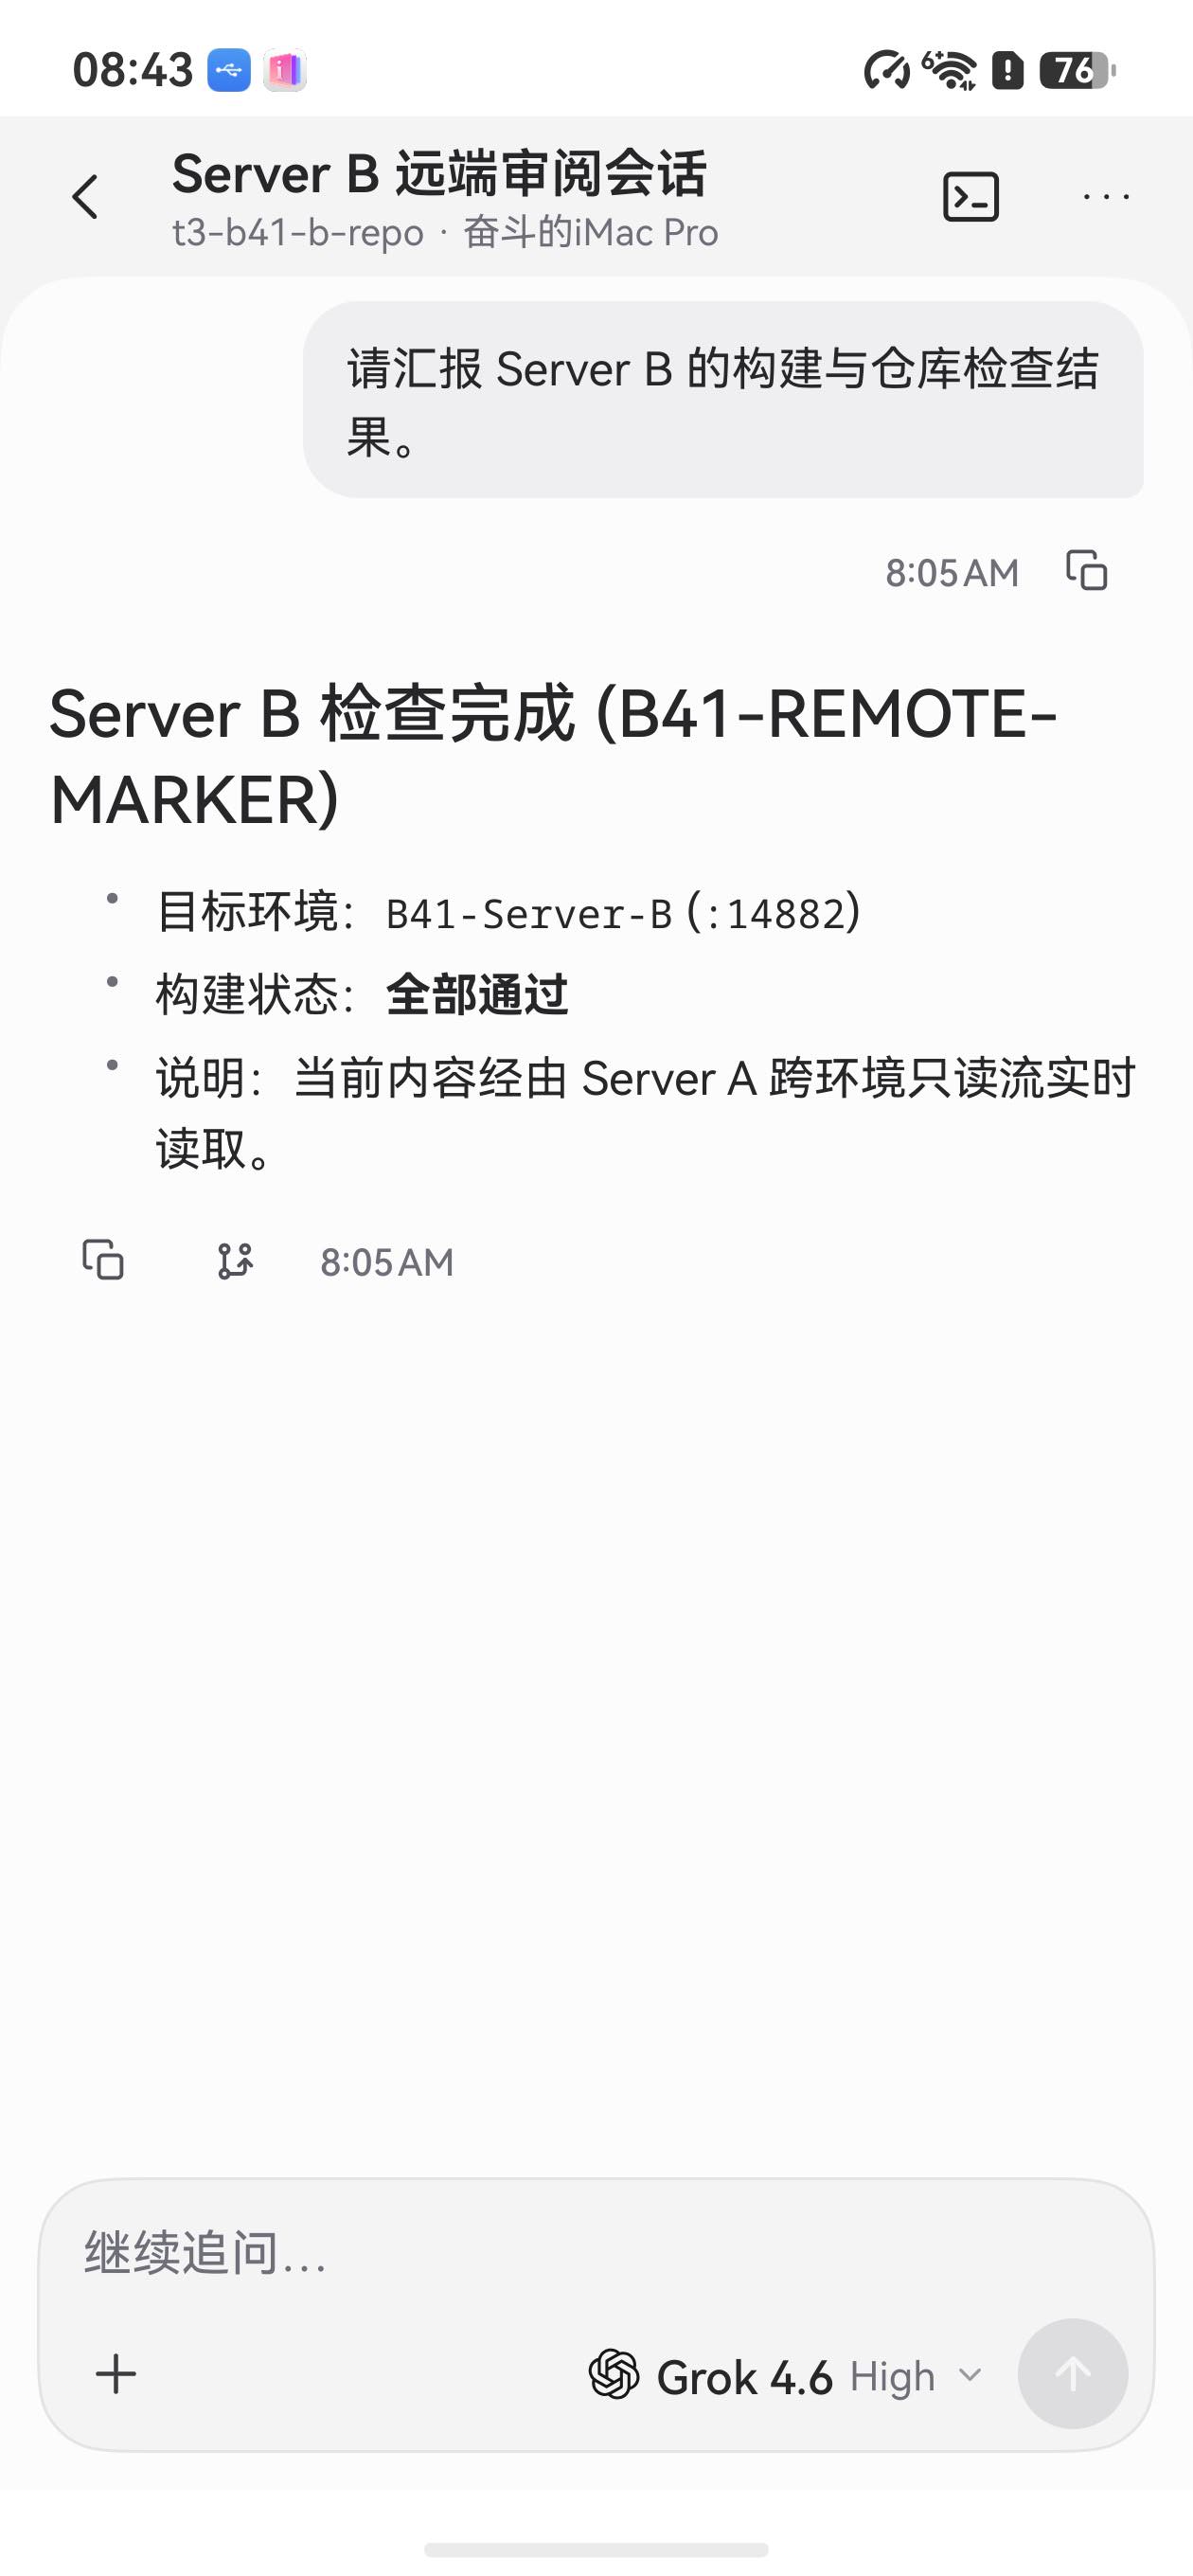 08:43
6+
76
Server B 远端审阅会话
t3-b41-b-repo · 奋斗的iMac Pro
请汇报 Server B 的构建与仓库检查结
果。
8:05 AM
Server B 检查完成 (B41-REMOTE-
MARKER)
• 目标环境：B41-Server-B (:14882)
• 构建状态：全部通过
• 说明：当前内容经由 Server A 跨环境只读流实时
读取。
8:05 AM
继续追问...
Grok 4.6 High